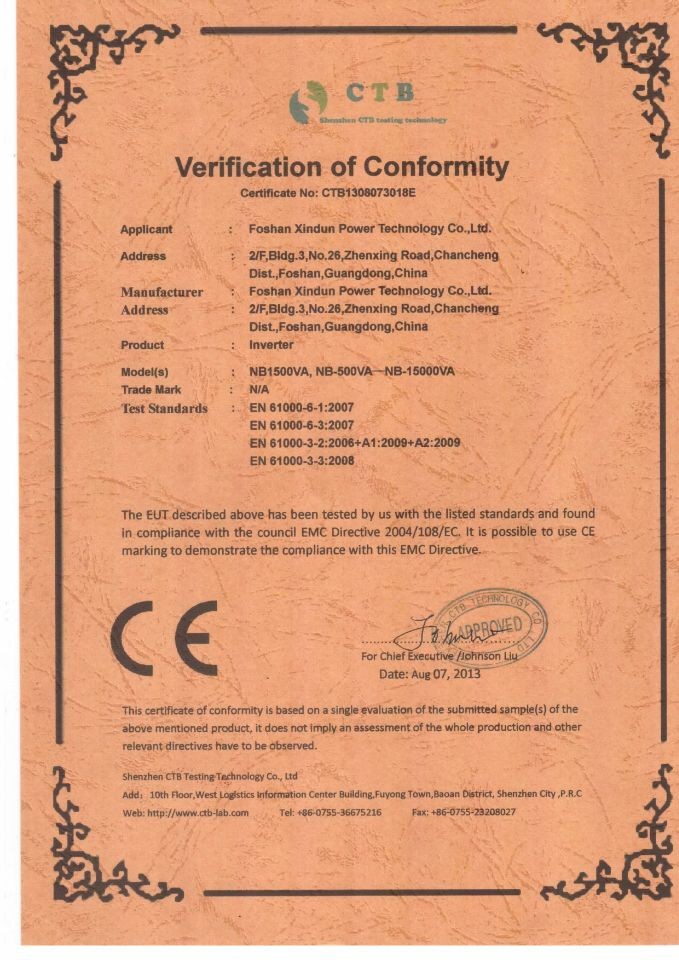 CTB
Shenzhen CTB testing technology
Verification of Conformity
Certificate No: CTB1308073018E
Applicant : Foshan Xindun Power Technology Co.,Ltd.
Address : 2/F,Bldg.3,No.26,Zhenxing Road,Chancheng
Dist.,Foshan,Guangdong,China
Manufacturer : Foshan Xindun Power Technology Co.,Ltd.
Address : 2/F,Bldg.3,No.26,Zhenxing Road,Chancheng
Dist.,Foshan,Guangdong,China
Product : Inverter
Model(s) : NB1500VA, NB-500VA—NB-15000VA
Trade Mark : N/A
Test Standards : EN 61000-6-1:2007
EN 61000-6-3:2007
EN 61000-3-2:2006+A1:2009+A2:2009
EN 61000-3-3:2008
The EUT described above has been tested by us with the listed standards and found
in compliance with the council EMC Directive 2004/108/EC. It is possible to use CE
marking to demonstrate the compliance with this EMC Directive.
CE
CTB TECHNOLOGY CO LTD
APPROVED
For Chief Executive /Johnson Liu
Date: Aug 07, 2013
This certificate of conformity is based on a single evaluation of the submitted sample(s) of the
above mentioned product, it does not imply an assessment of the whole production and other
relevant directives have to be observed.
Shenzhen CTB Testing Technology Co., Ltd
Add: 10th Floor,West Logistics Information Center Building,Fuyong Town,Baoan District, Shenzhen City ,P.R.C
Web: http://www.ctb-lab.com Tel: +86-0755-36675216 Fax: +86-0755-23208027